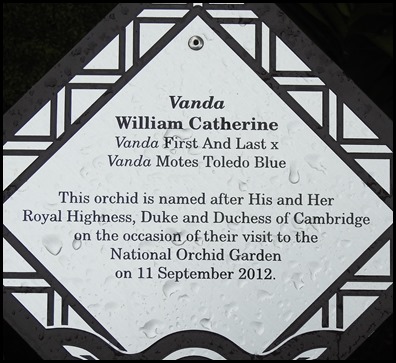 Vanda
William Catherine
Vanda First And Last x
Vanda Motes Toledo Blue
This orchid is named after His and Her
Royal Highness, Duke and Duchess of Cambridge
on the occasion of their visit to the
National Orchid Garden
on 11 September 2012.